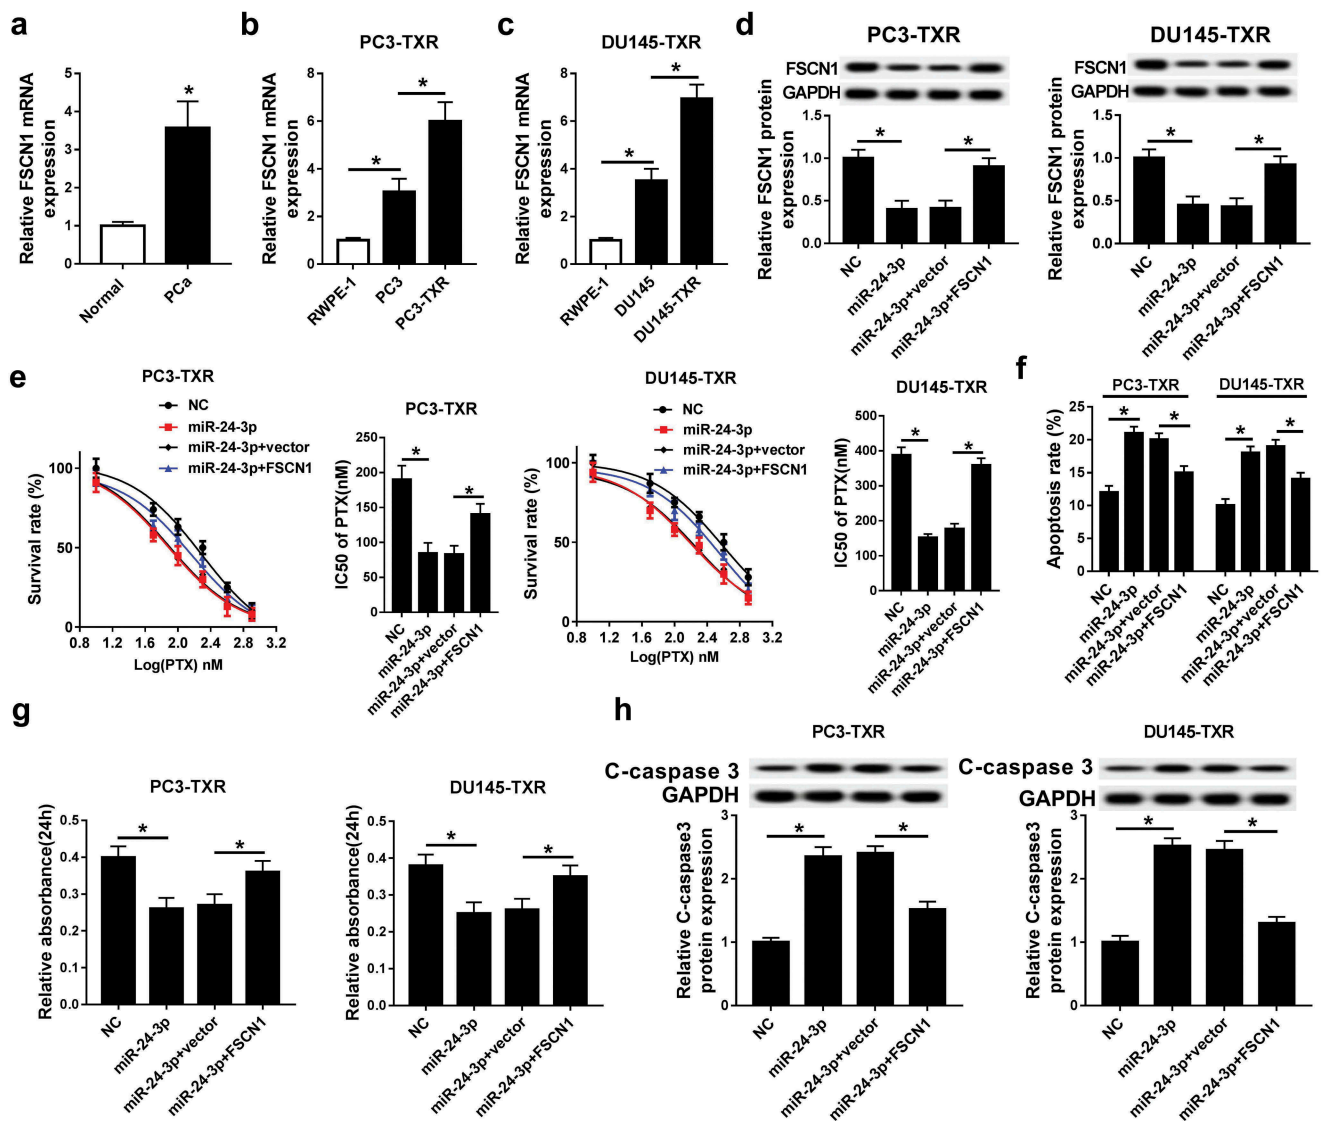 a
Relative FSCN1 mRNA
expression
5
4
3
2
1
0
*
Normal
PCa
b
PC3-TXR
Relative FSCN1 mRNA
expression
8
6
4
2
0
*
*
RWPE-1
PC3
PC3-TXR
c
DU145-TXR
Relative FSCN1 mRNA
expression
8
6
4
2
0
*
*
RWPE-1
DU145
DU145-TXR
d
PC3-TXR
FSCN1
GAPDH
Relative FSCN1 protein
expression
1.5
1.0
0.5
0.0
*
*
NC
miR-24-3p
miR-24-3p+vector
miR-24-3p+FSCN1
DU145-TXR
FSCN1
GAPDH
Relative FSCN1 protein
expression
1.5
1.0
0.5
0.0
*
*
NC
miR-24-3p
miR-24-3p+vector
miR-24-3p+FSCN1
e
PC3-TXR
NC
miR-24-3p
miR-24-3p+vector
miR-24-3p+FSCN1
Survival rate (%)
100
50
0
0.8 1.2 1.6 2.0 2.4 2.8 3.2
Log(PTX) nM
PC3-TXR
IC50 of PTX(nM)
250
200
150
100
50
0
*
*
NC
miR-24-3p
miR-24-3p+vector
miR-24-3p+FSCN1
DU145-TXR
NC
miR-24-3p
miR-24-3p+vector
miR-24-3p+FSCN1
Survival rate (%)
100
50
0
0.8 1.2 1.6 2.0 2.4 2.8 3.2
Log(PTX) nM
DU145-TXR
IC50 of PTX(nM)
500
400
300
200
100
0
*
*
NC
miR-24-3p
miR-24-3p+vector
miR-24-3p+FSCN1
f
PC3-TXR
DU145-TXR
Apoptosis rate (%)
25
20
15
10
5
0
*
*
*
*
NC
miR-24-3p
miR-24-3p+vector
miR-24-3p+FSCN1
NC
miR-24-3p
miR-24-3p+vector
miR-24-3p+FSCN1
g
PC3-TXR
Relative absorbance(24h)
0.5
0.4
0.3
0.2
0.1
0.0
*
*
NC
miR-24-3p
miR-24-3p+vector
miR-24-3p+FSCN1
DU145-TXR
Relative absorbance(24h)
0.5
0.4
0.3
0.2
0.1
0.0
*
*
NC
miR-24-3p
miR-24-3p+vector
miR-24-3p+FSCN1
h
PC3-TXR
C-caspase 3
GAPDH
Relative C-caspase3
protein expression
3
2
1
0
*
*
NC
miR-24-3p
miR-24-3p+vector
miR-24-3p+FSCN1
DU145-TXR
C-caspase 3
GAPDH
Relative C-caspase3
protein expression
3
2
1
0
*
*
NC
miR-24-3p
miR-24-3p+vector
miR-24-3p+FSCN1